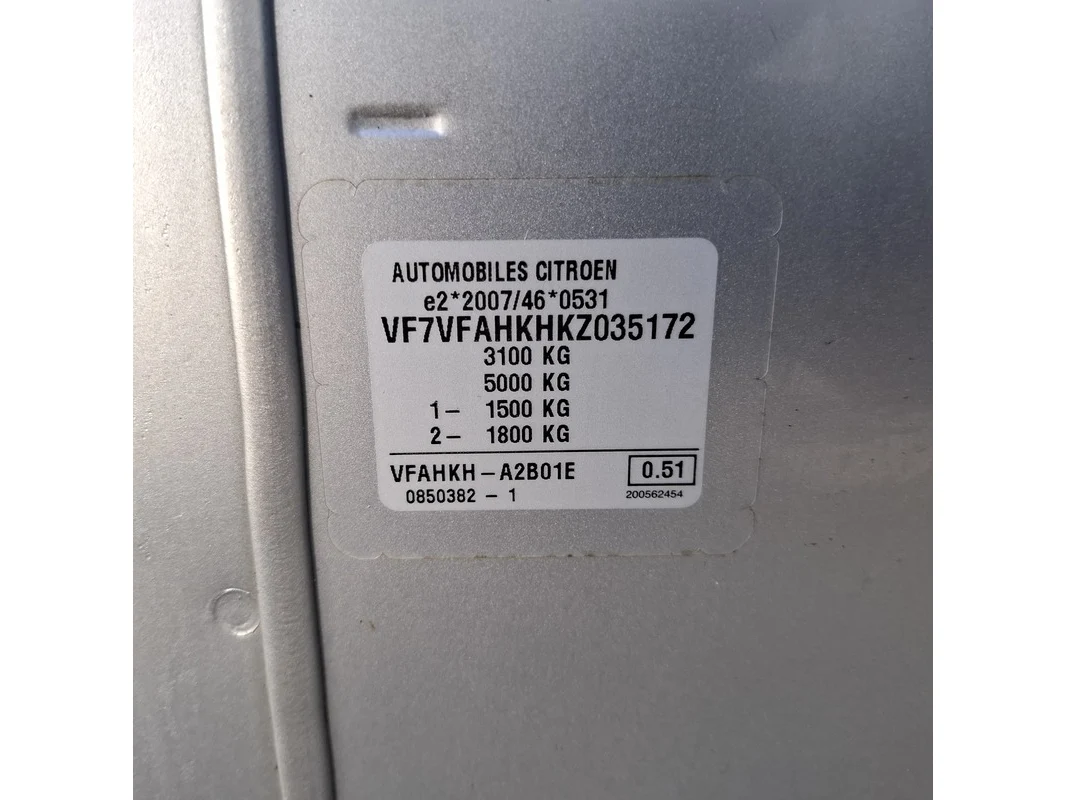 AUTOMOBILES CITROEN
e2*2007/46*0531
VF7VFAHKHKZ035172
3100 KG
5000 KG
1– 1500 KG
2– 1800 KG
VFAHKH–A2B01E 0.51
0850382 – 1 200562454